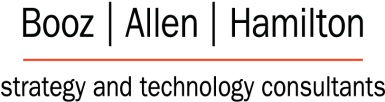 Booz | Allen | Hamilton
strategy and technology consultants